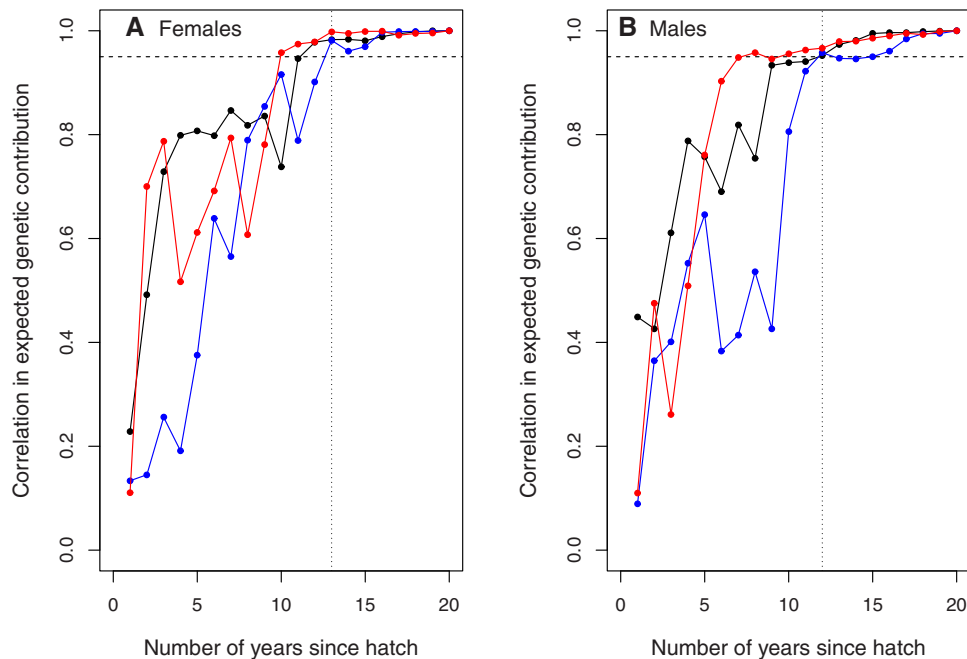 A Females
Correlation in expected genetic contribution
1.0
0.8
0.6
0.4
0.2
0.0
0 5 10 15 20
Number of years since hatch
B Males
Correlation in expected genetic contribution
1.0
0.8
0.6
0.4
0.2
0.0
0 5 10 15 20
Number of years since hatch